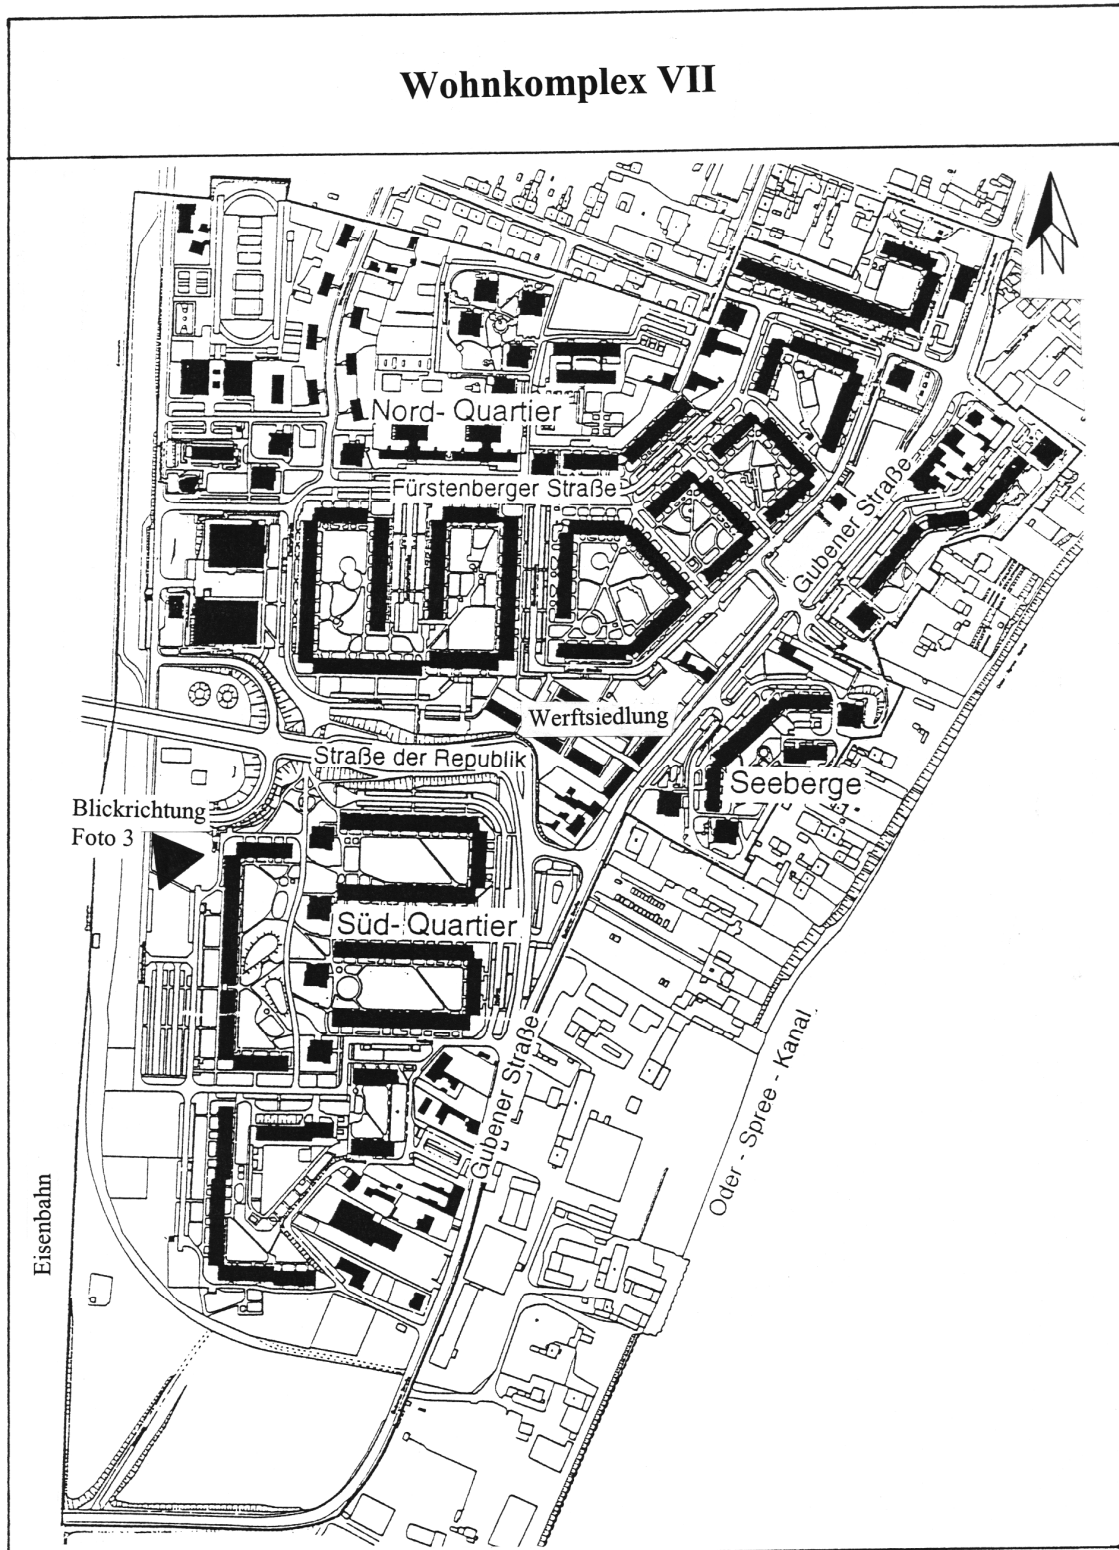 Wohnkomplex VII
N
Nord-Quartier
Fürstenberger Straße
Gubener Straße
Werftsiedlung
Straße der Republik
Seeberge
Blickrichtung
Foto 3
Süd-Quartier
Gubener Straße
Oder - Spree - Kanal
Eisenbahn